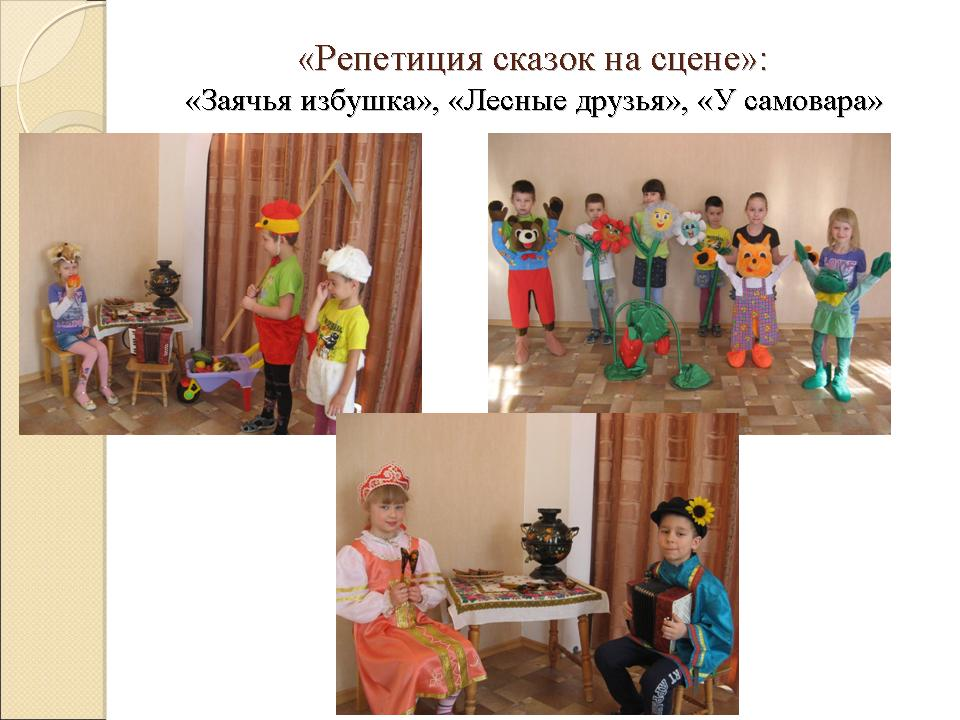 «Репетиция сказок на сцене»:
«Заячья избушка», «Лесные друзья», «У самовара»